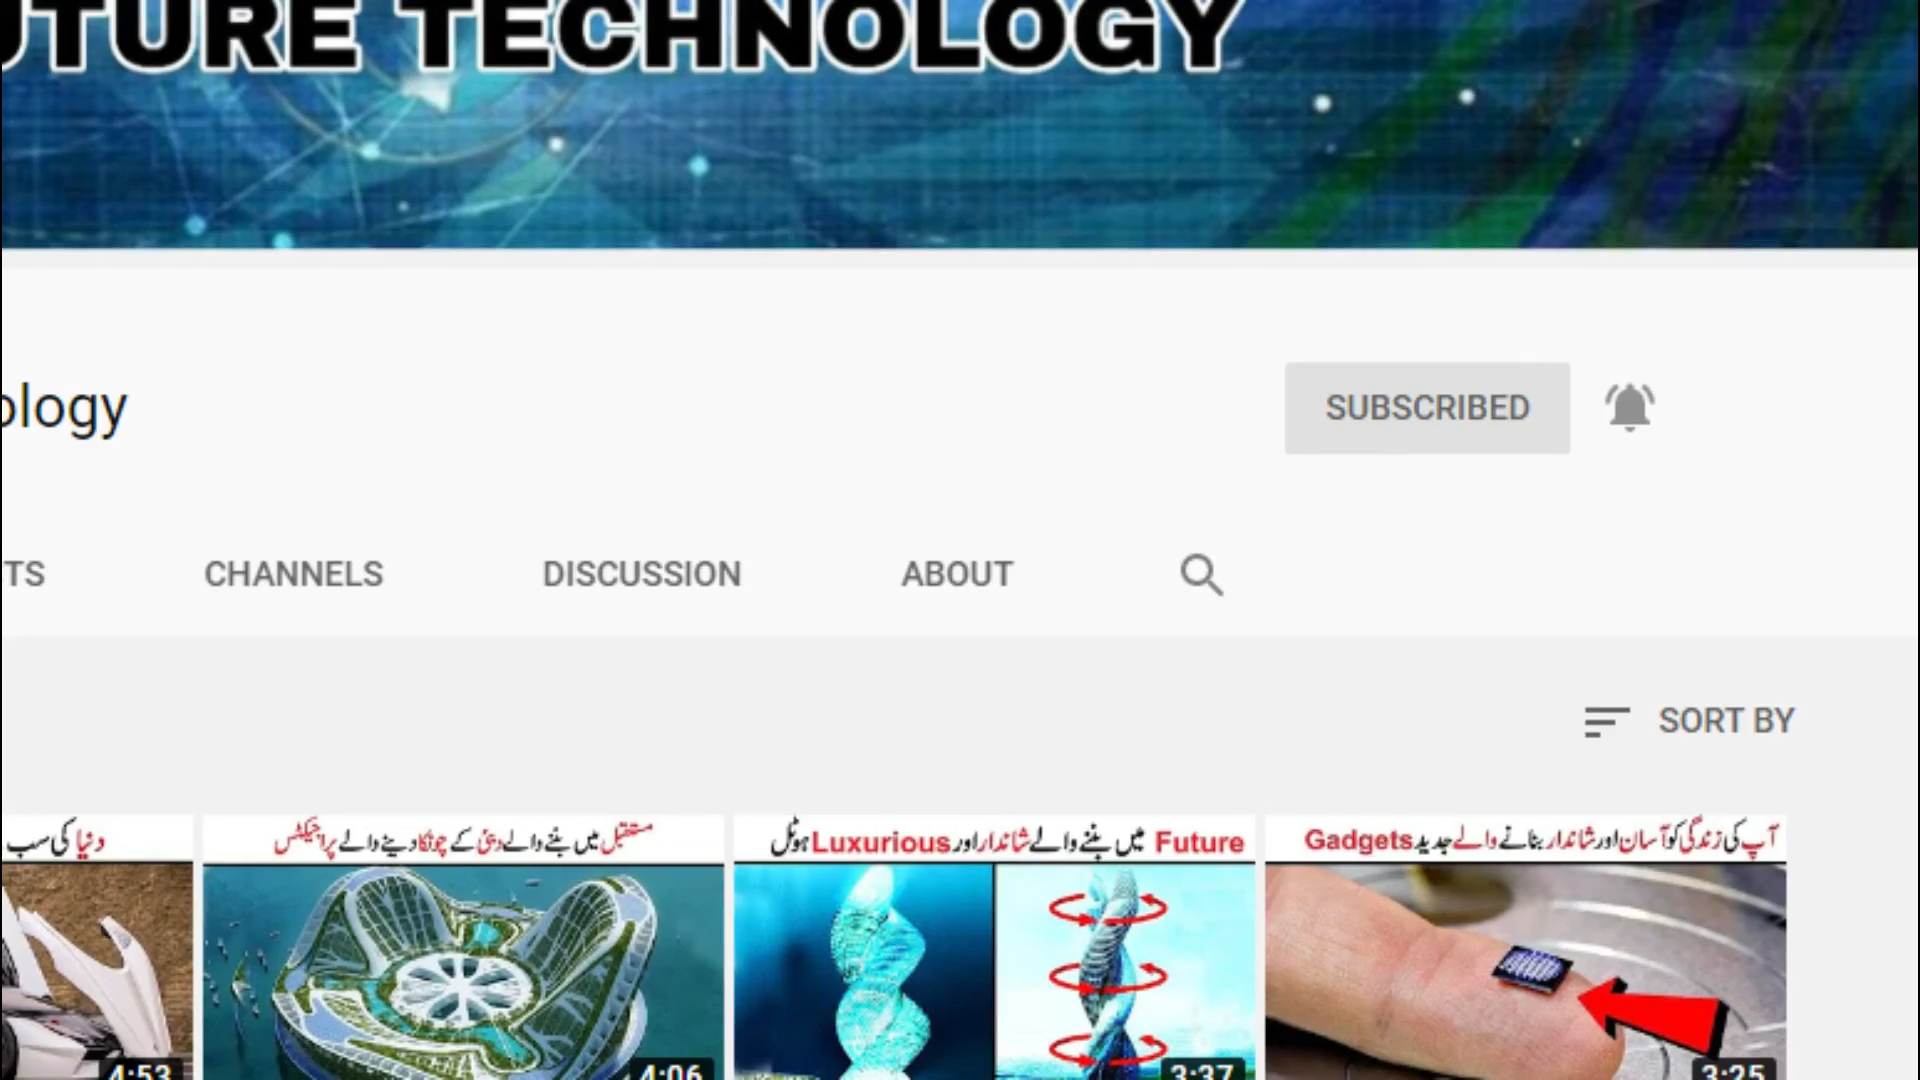 UTURE TECHNOLOGY
ology
SUBSCRIBED
TS
CHANNELS
DISCUSSION
ABOUT
SORT BY
دنیا کی سب
مستقبل میں بننے والے دبئی کے چونکا دینے والے پراجیکٹس
Future میں بننے والے شاندار اور Luxurious ہوٹل
آپ کی زندگی کو آسان اور شاندار بنانے والے جدید Gadgets
4:53
4:06
3:37
3:25